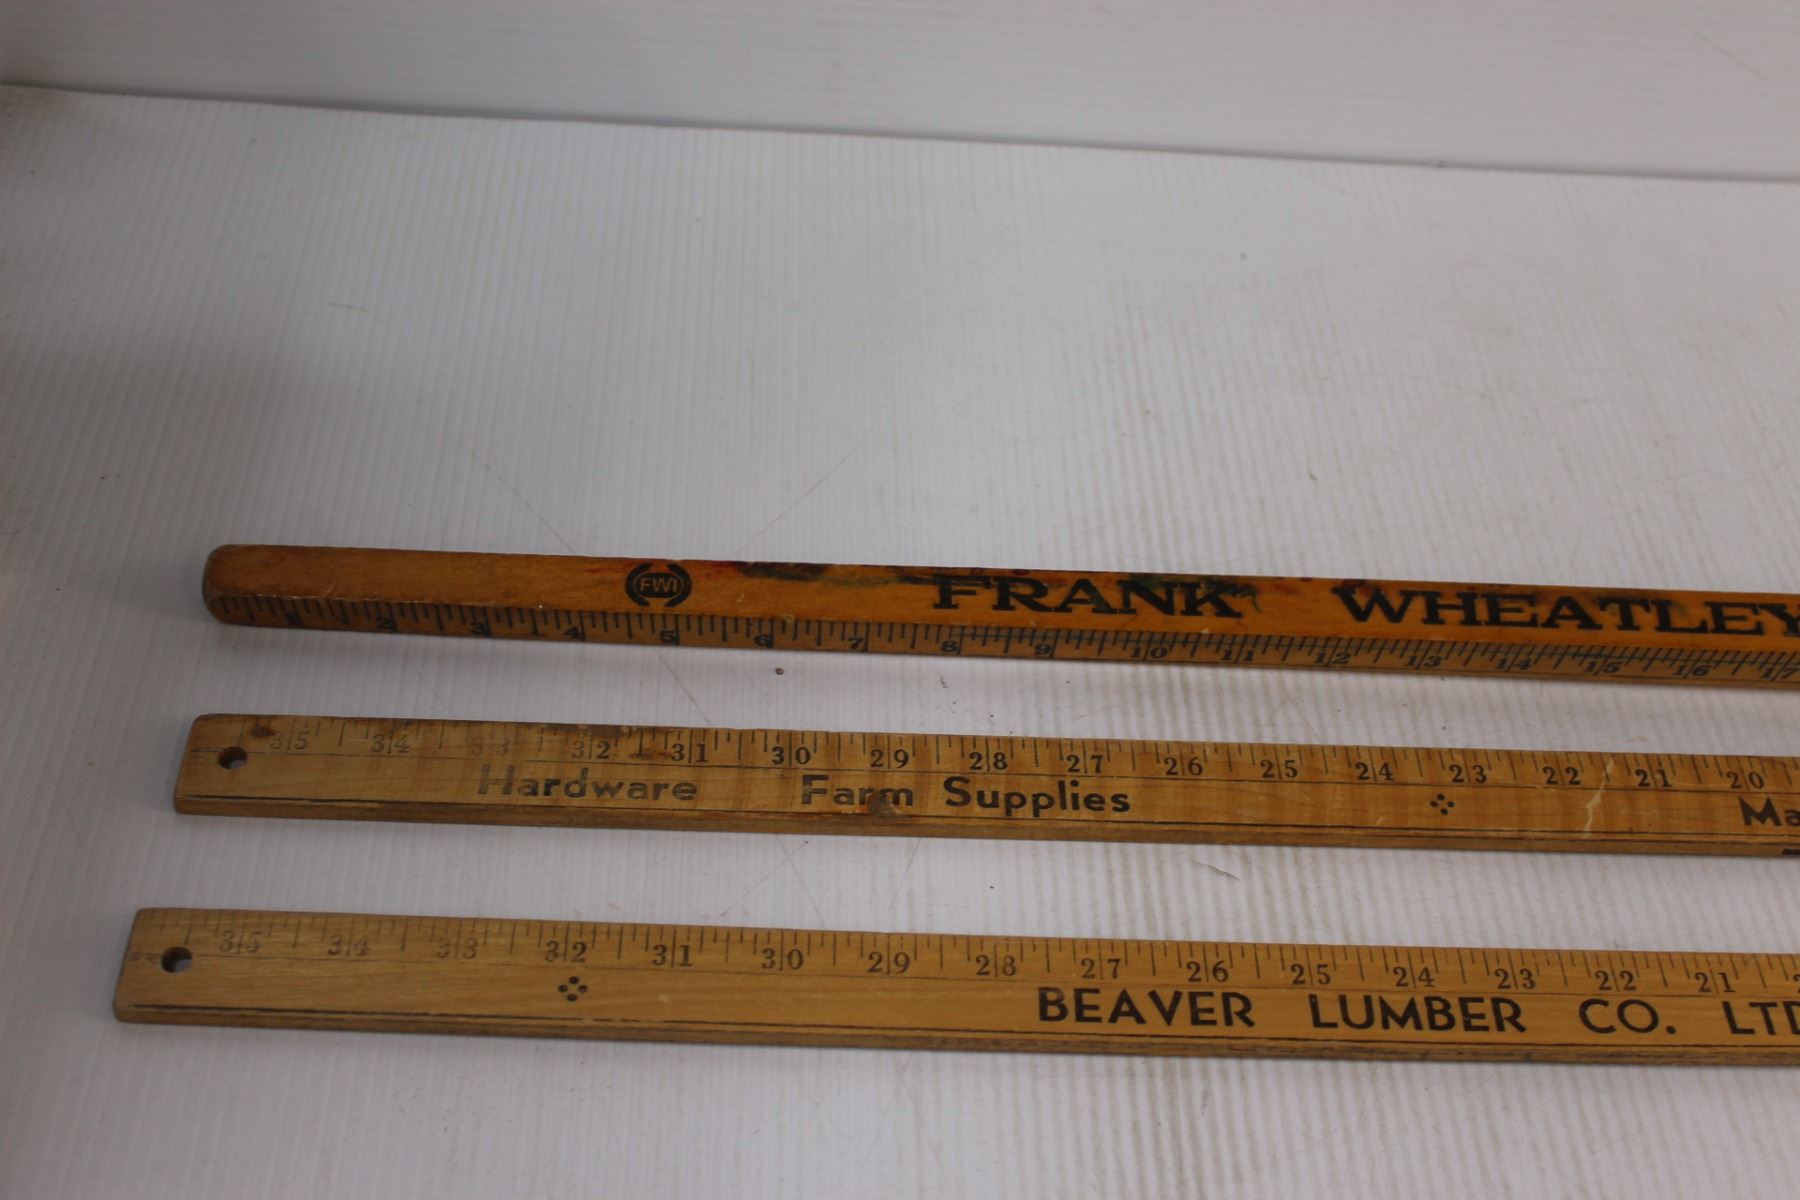 FWI FRANK WHEATLEY
1 2 3 4 5 6 7 8 9 10 11 12 13 14 15 16 17
35 34 33 32 31 30 29 28 27 26 25 24 23 22 21 20
Hardware Farm Supplies
35 34 33 32 31 30 29 28 27 26 25 24 23 22 21
BEAVER LUMBER CO. LTD